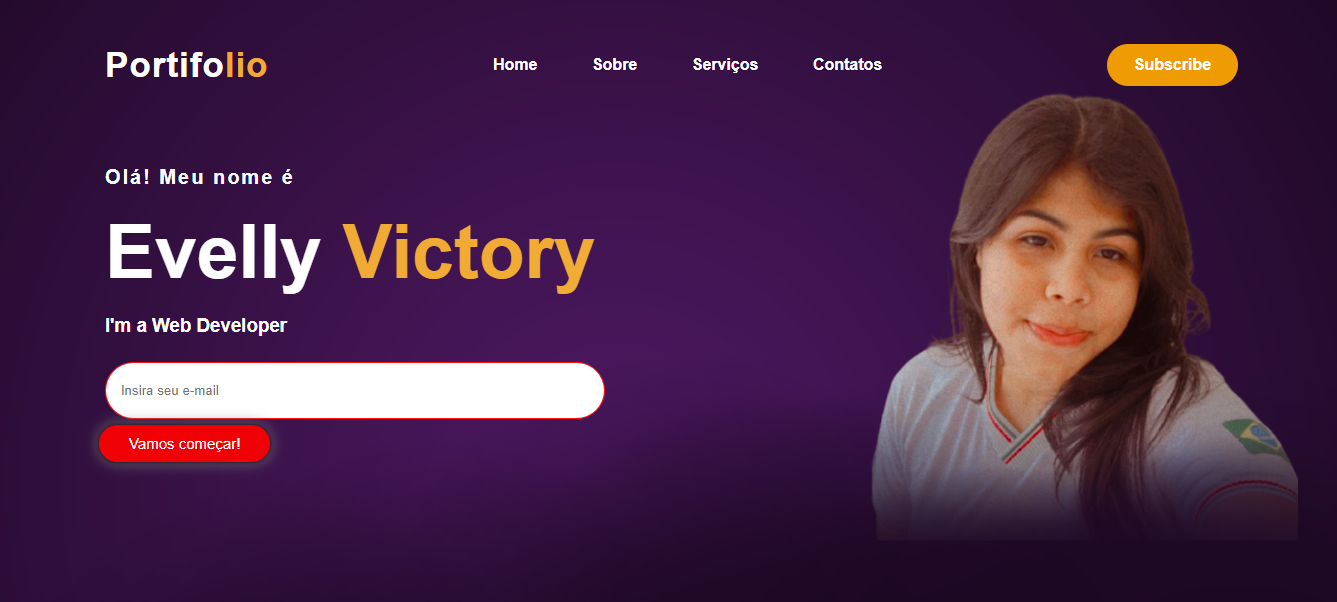 Portifolio
Home Sobre Serviços Contatos
Subscribe
Olá! Meu nome é
Evelly Victory
I'm a Web Developer
Insira seu e-mail
Vamos começar!